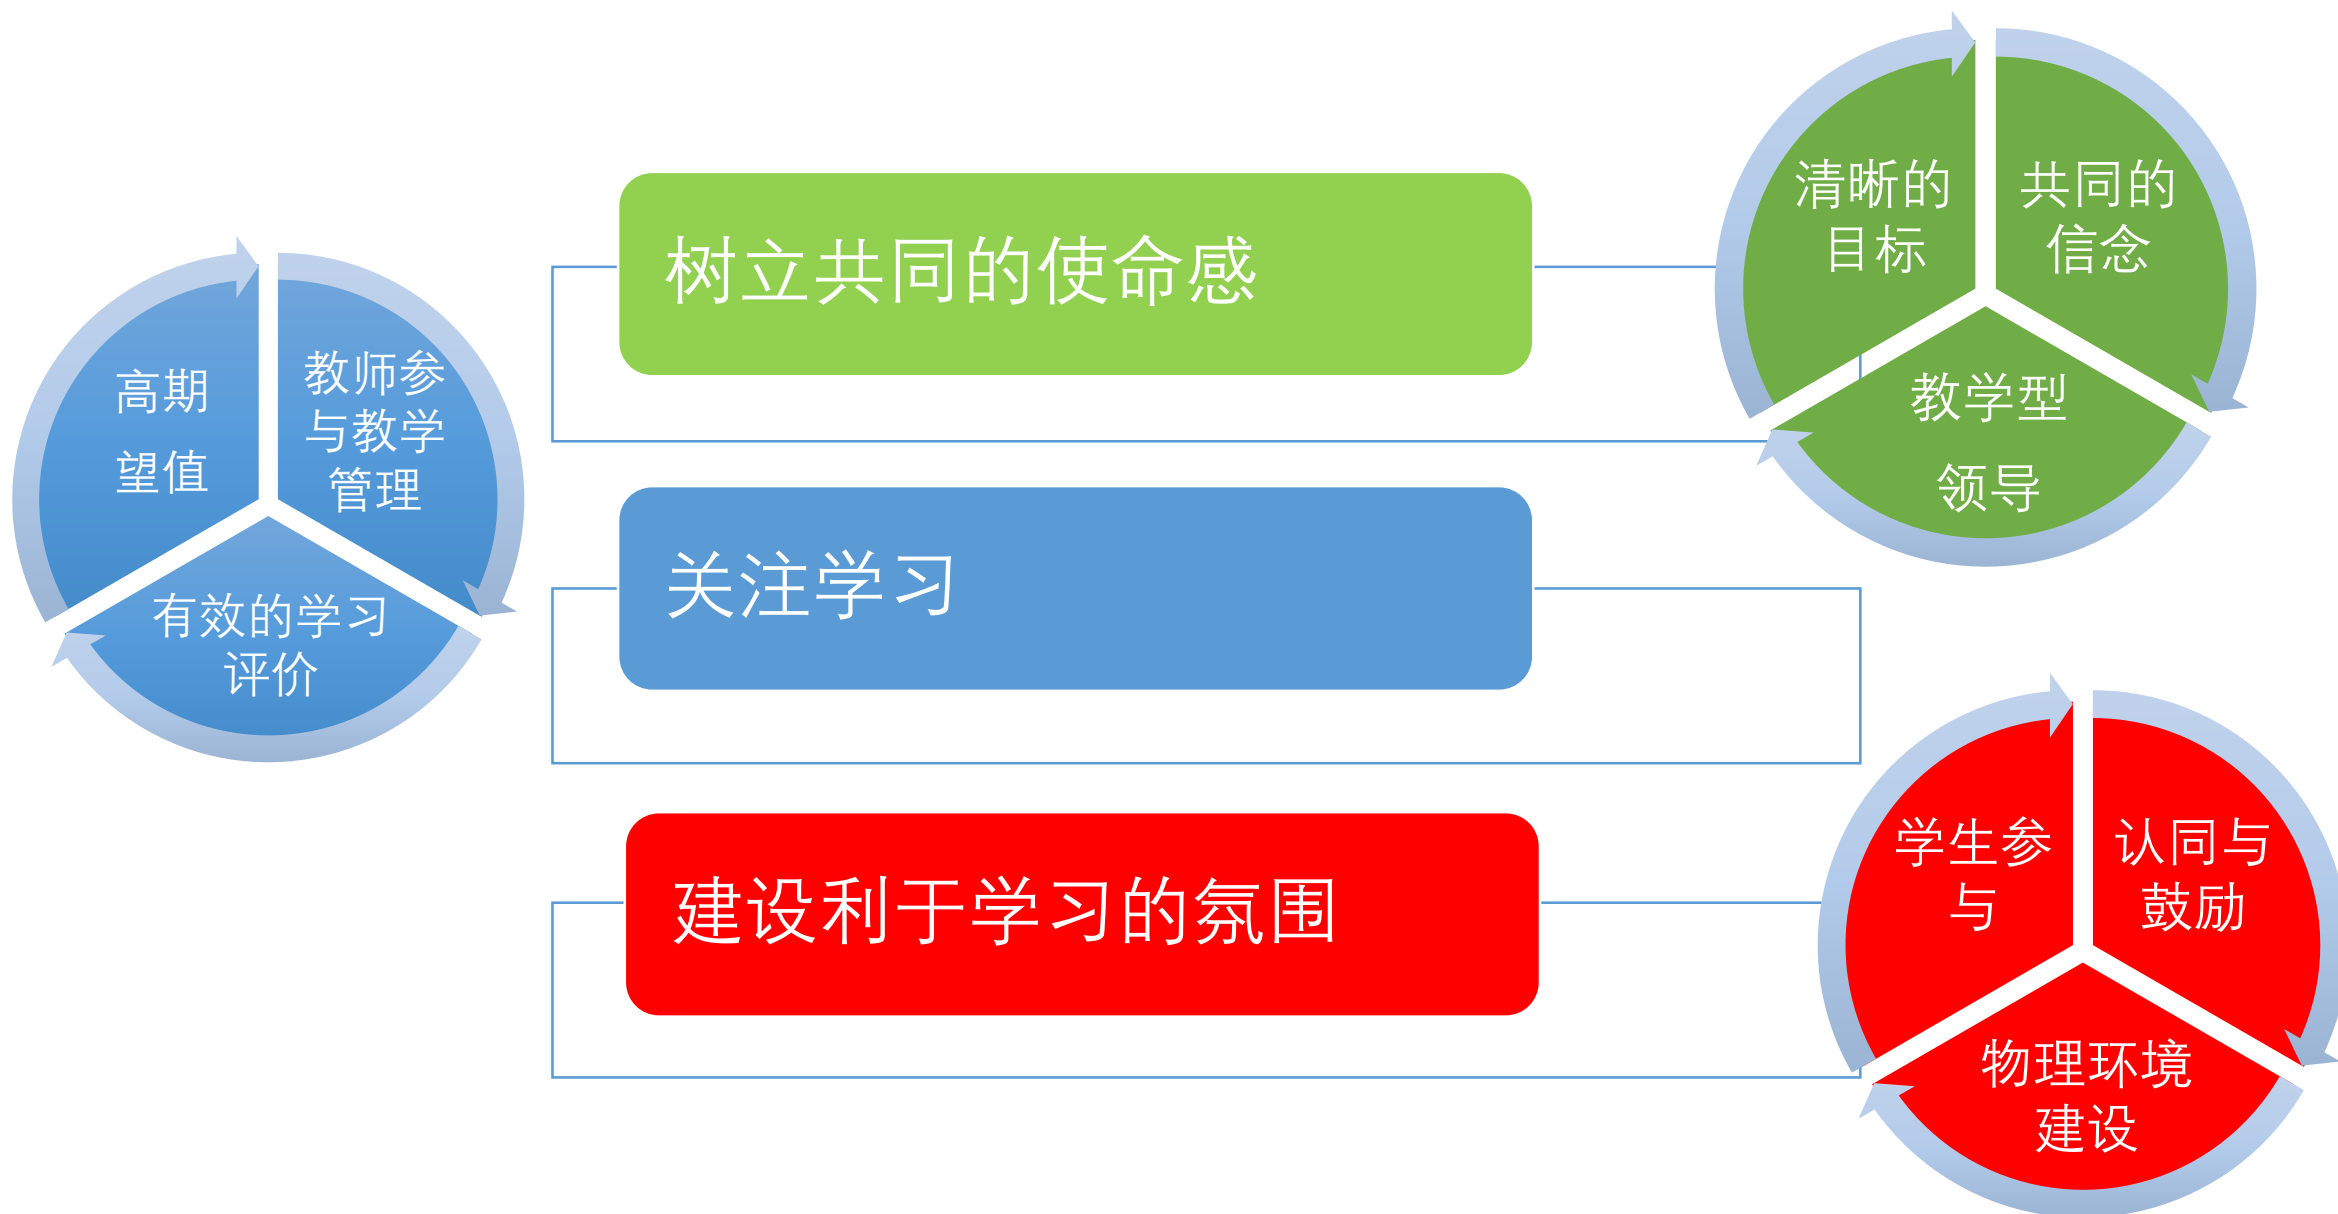 高期
望值
教师参
与教学
管理
有效的学习
评价
树立共同的使命感
关注学习
建设利于学习的氛围
清晰的
目标
共同的
信念
教学型
领导
学生参
与
认同与
鼓励
物理环境
建设